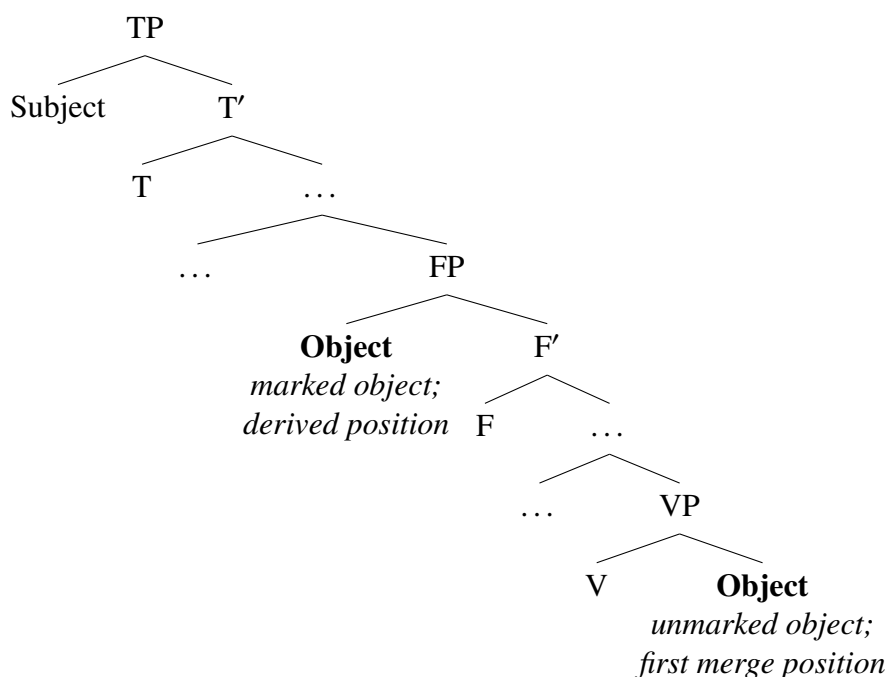 TP
Subject T′
T …
… FP
Object F′
marked object;
derived position F …
… VP
V Object
unmarked object;
first merge position